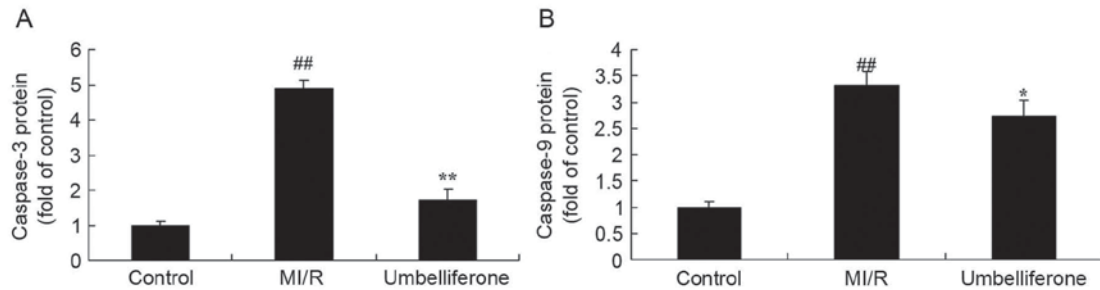 A
Caspase-3 protein
(fold of control)
6
5
4
3
2
1
0
##
**
Control MI/R Umbelliferone
B
Caspase-9 protein
(fold of control)
4
3.5
3
2.5
2
1.5
1
0.5
0
##
*
Control MI/R Umbelliferone